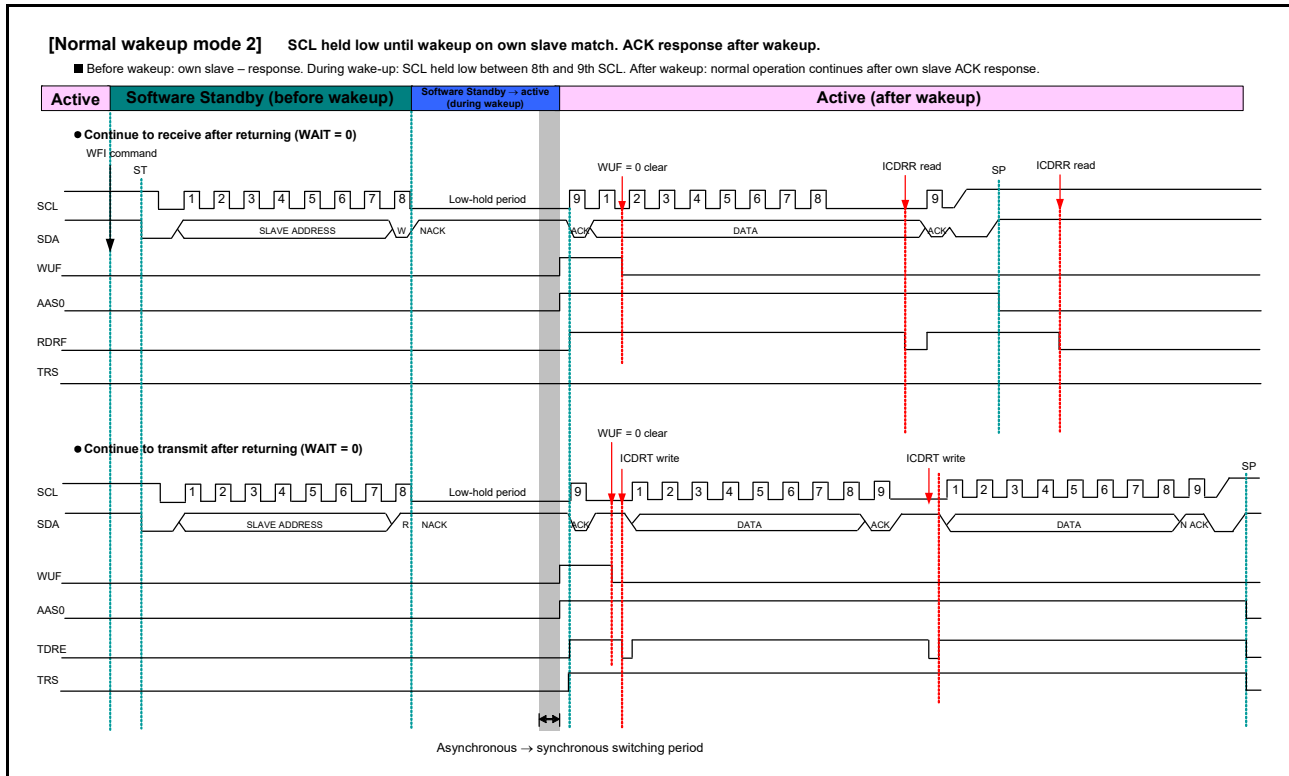 [Normal wakeup mode 2] SCL held low until wakeup on own slave match. ACK response after wakeup.
■ Before wakeup: own slave – response. During wake-up: SCL held low between 8th and 9th SCL. After wakeup: normal operation continues after own slave ACK response.
Active Software Standby (before wakeup) Software Standby → active (during wakeup) Active (after wakeup)
● Continue to receive after returning (WAIT = 0)
WFI command
ST
WUF = 0 clear
ICDRR read
SP
ICDRR read
SCL 1 2 3 4 5 6 7 8 Low-hold period 9 1 2 3 4 5 6 7 8 9
SDA SLAVE ADDRESS W NACK ACK DATA ACK
WUF
AAS0
RDRF
TRS
● Continue to transmit after returning (WAIT = 0)
WUF = 0 clear
ICDRT write
ICDRT write
SP
SCL 1 2 3 4 5 6 7 8 Low-hold period 9 1 2 3 4 5 6 7 8 9 1 2 3 4 5 6 7 8 9
SDA SLAVE ADDRESS R NACK ACK DATA ACK DATA N ACK
WUF
AAS0
TDRE
TRS
Asynchronous → synchronous switching period